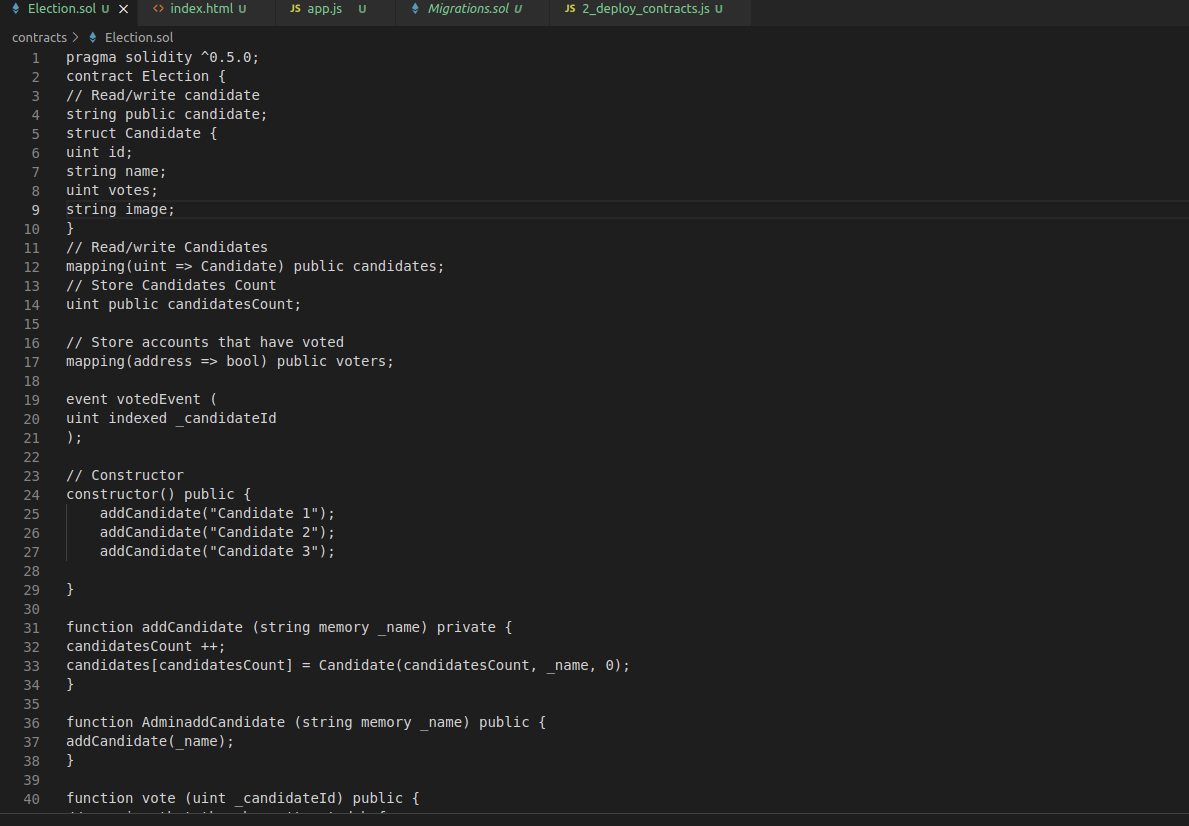 Election.sol U × <> index.html U JS app.js U Migrations.sol U JS 2_deploy_contracts.js U
contracts > Election.sol
1 pragma solidity ^0.5.0;
2 contract Election {
3 // Read/write candidate
4 string public candidate;
5 struct Candidate {
6 uint id;
7 string name;
8 uint votes;
9 string image;
10 }
11 // Read/write Candidates
12 mapping(uint => Candidate) public candidates;
13 // Store Candidates Count
14 uint public candidatesCount;
15
16 // Store accounts that have voted
17 mapping(address => bool) public voters;
18
19 event votedEvent (
20 uint indexed _candidateId
21 );
22
23 // Constructor
24 constructor() public {
25     addCandidate("Candidate 1");
26     addCandidate("Candidate 2");
27     addCandidate("Candidate 3");
28
29 }
30
31 function addCandidate (string memory _name) private {
32 candidatesCount ++;
33 candidates[candidatesCount] = Candidate(candidatesCount, _name, 0);
34 }
35
36 function AdminaddCandidate (string memory _name) public {
37 addCandidate(_name);
38 }
39
40 function vote (uint _candidateId) public {